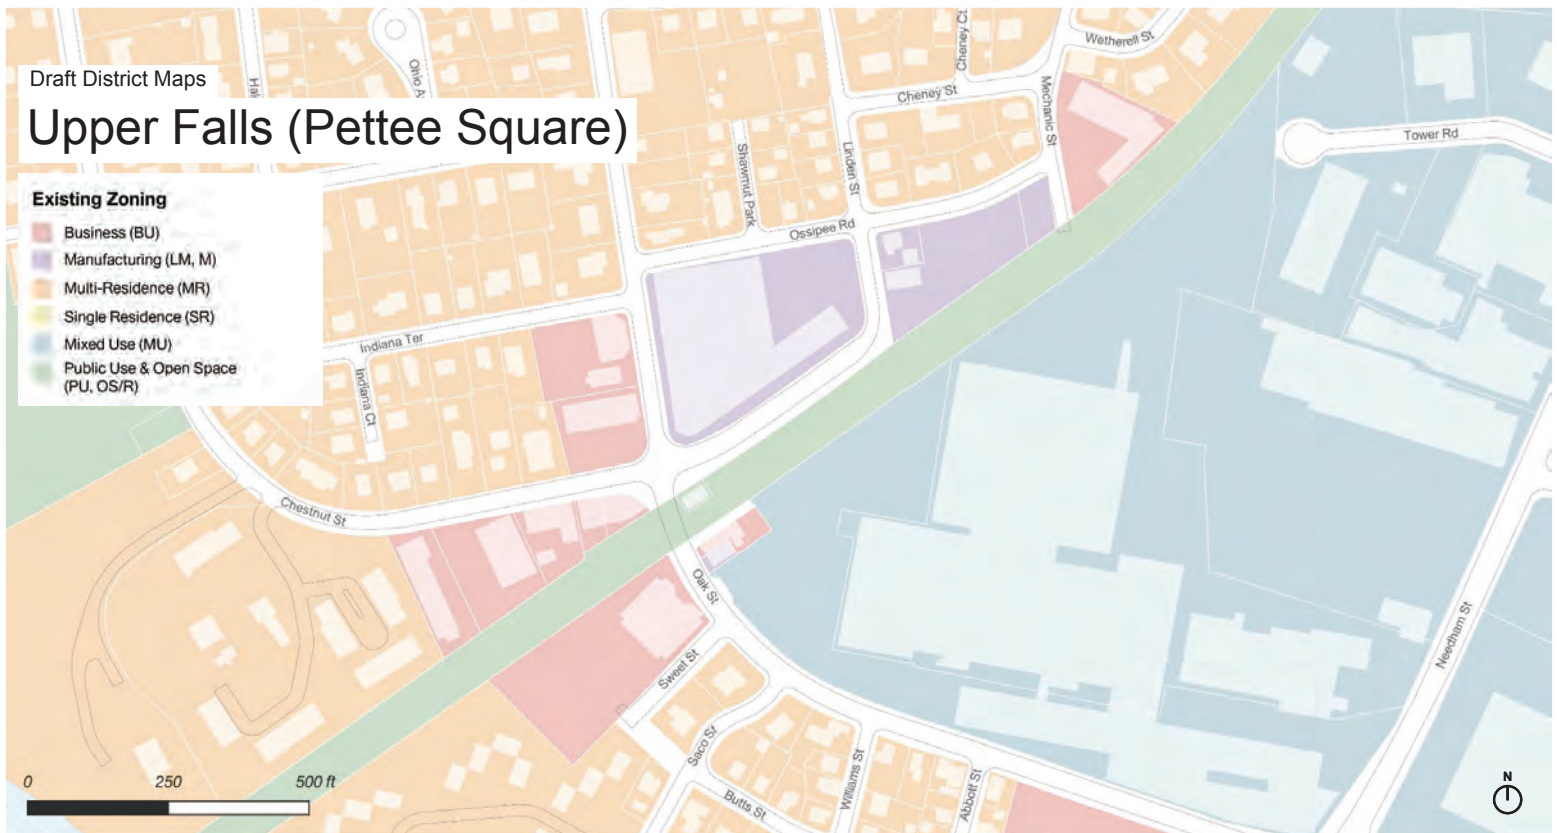 Draft District Maps
Upper Falls (Pettee Square)
Existing Zoning
Business (BU)
Manufacturing (LM, M)
Multi-Residence (MR)
Single Residence (SR)
Mixed Use (MU)
Public Use & Open Space
(PU, OS/R)
Cheney Ct
Wetherell St
Cheney St
Mechanic St
Tower Rd
Linden St
Shawmut Park
Ossipee Rd
Indiana Ter
Indiana Ct
Chestnut St
Oak St
Sweet St
Saco St
Butts St
Williams St
Abbott St
Needham St
0 250 500 ft
N